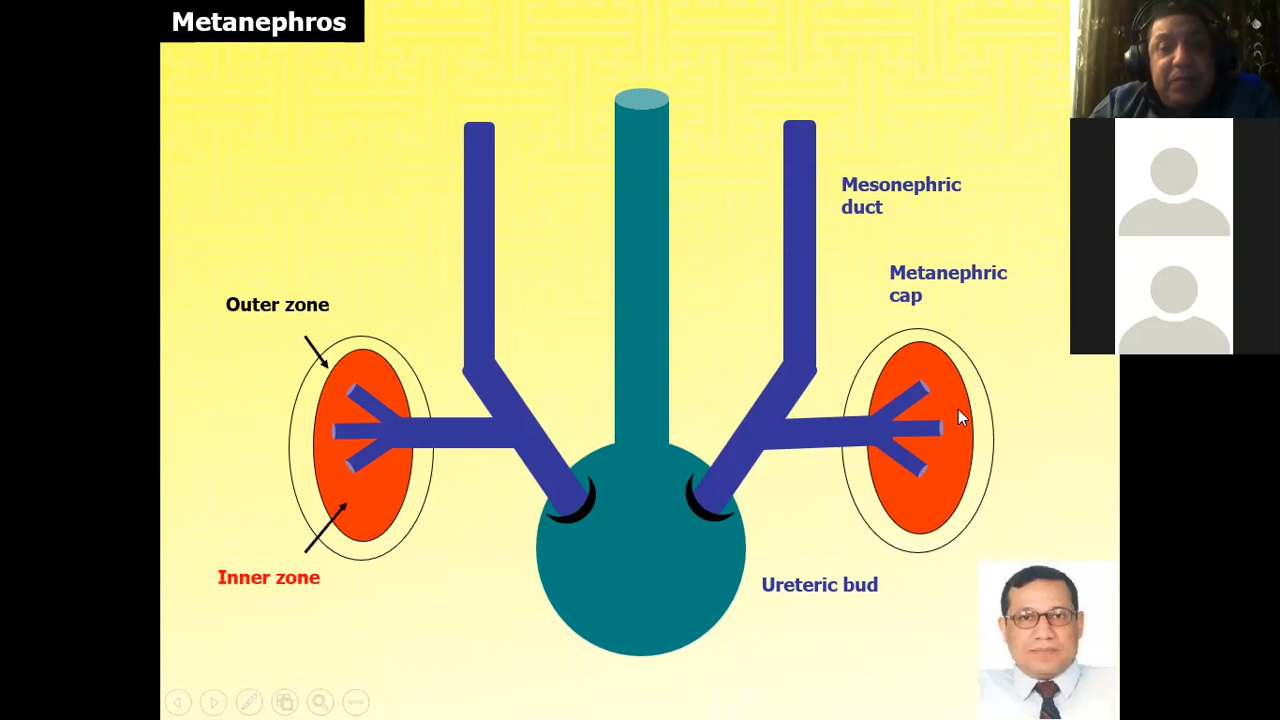 Metanephros
Mesonephric
duct
Metanephric
cap
Outer zone
Inner zone
Ureteric bud